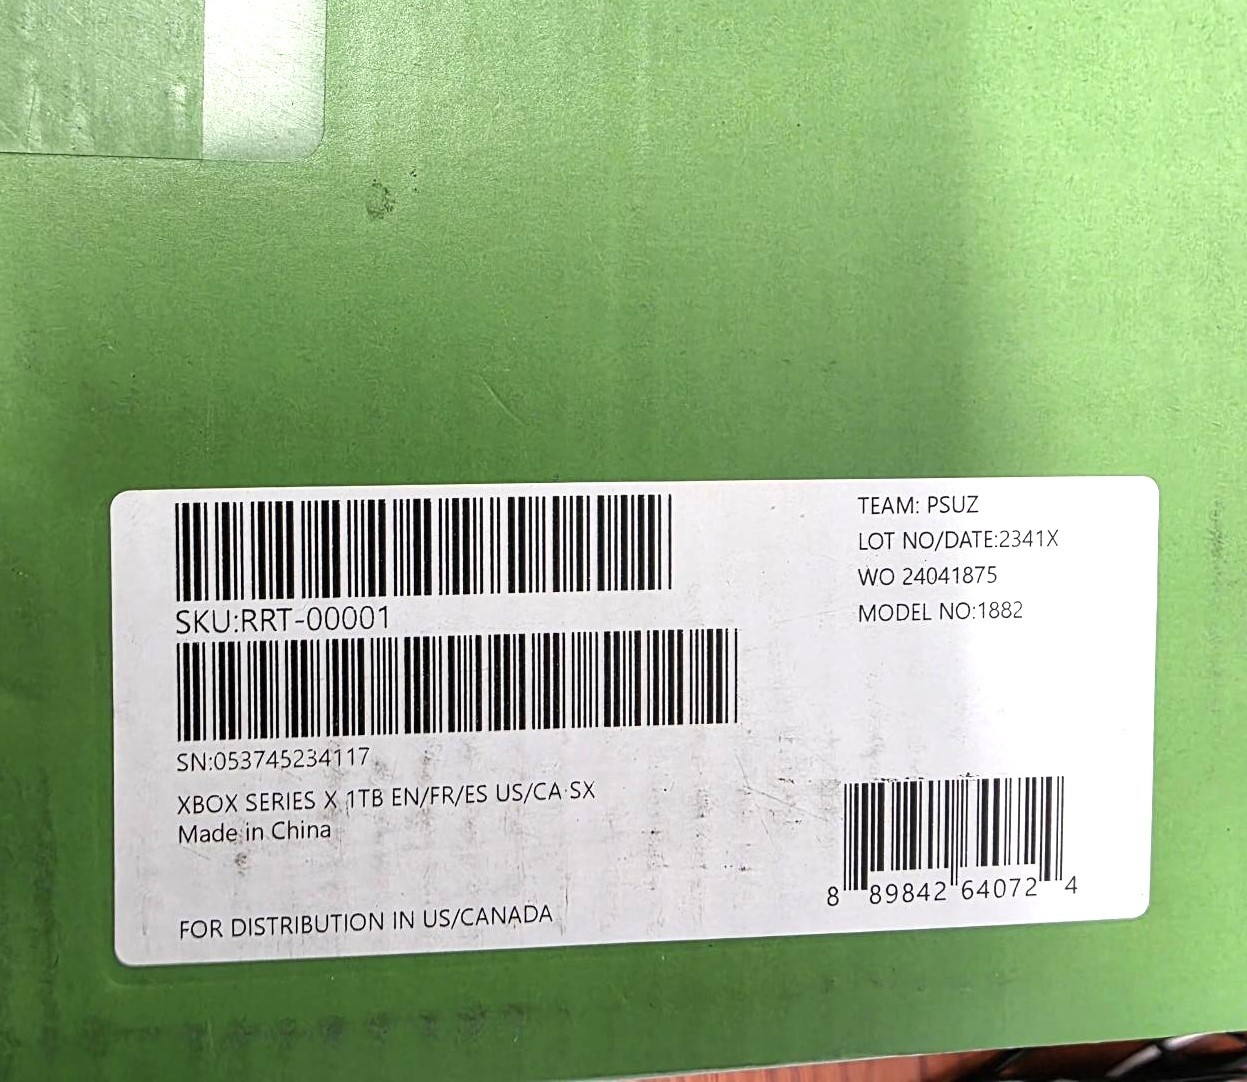 SKU:RRT-00001
SN:053745234117
XBOX SERIES X 1TB EN/FR/ES US/CA SX
Made in China
FOR DISTRIBUTION IN US/CANADA
TEAM: PSUZ
LOT NO/DATE:2341X
WO 24041875
MODEL NO:1882
8 89842 64072 4